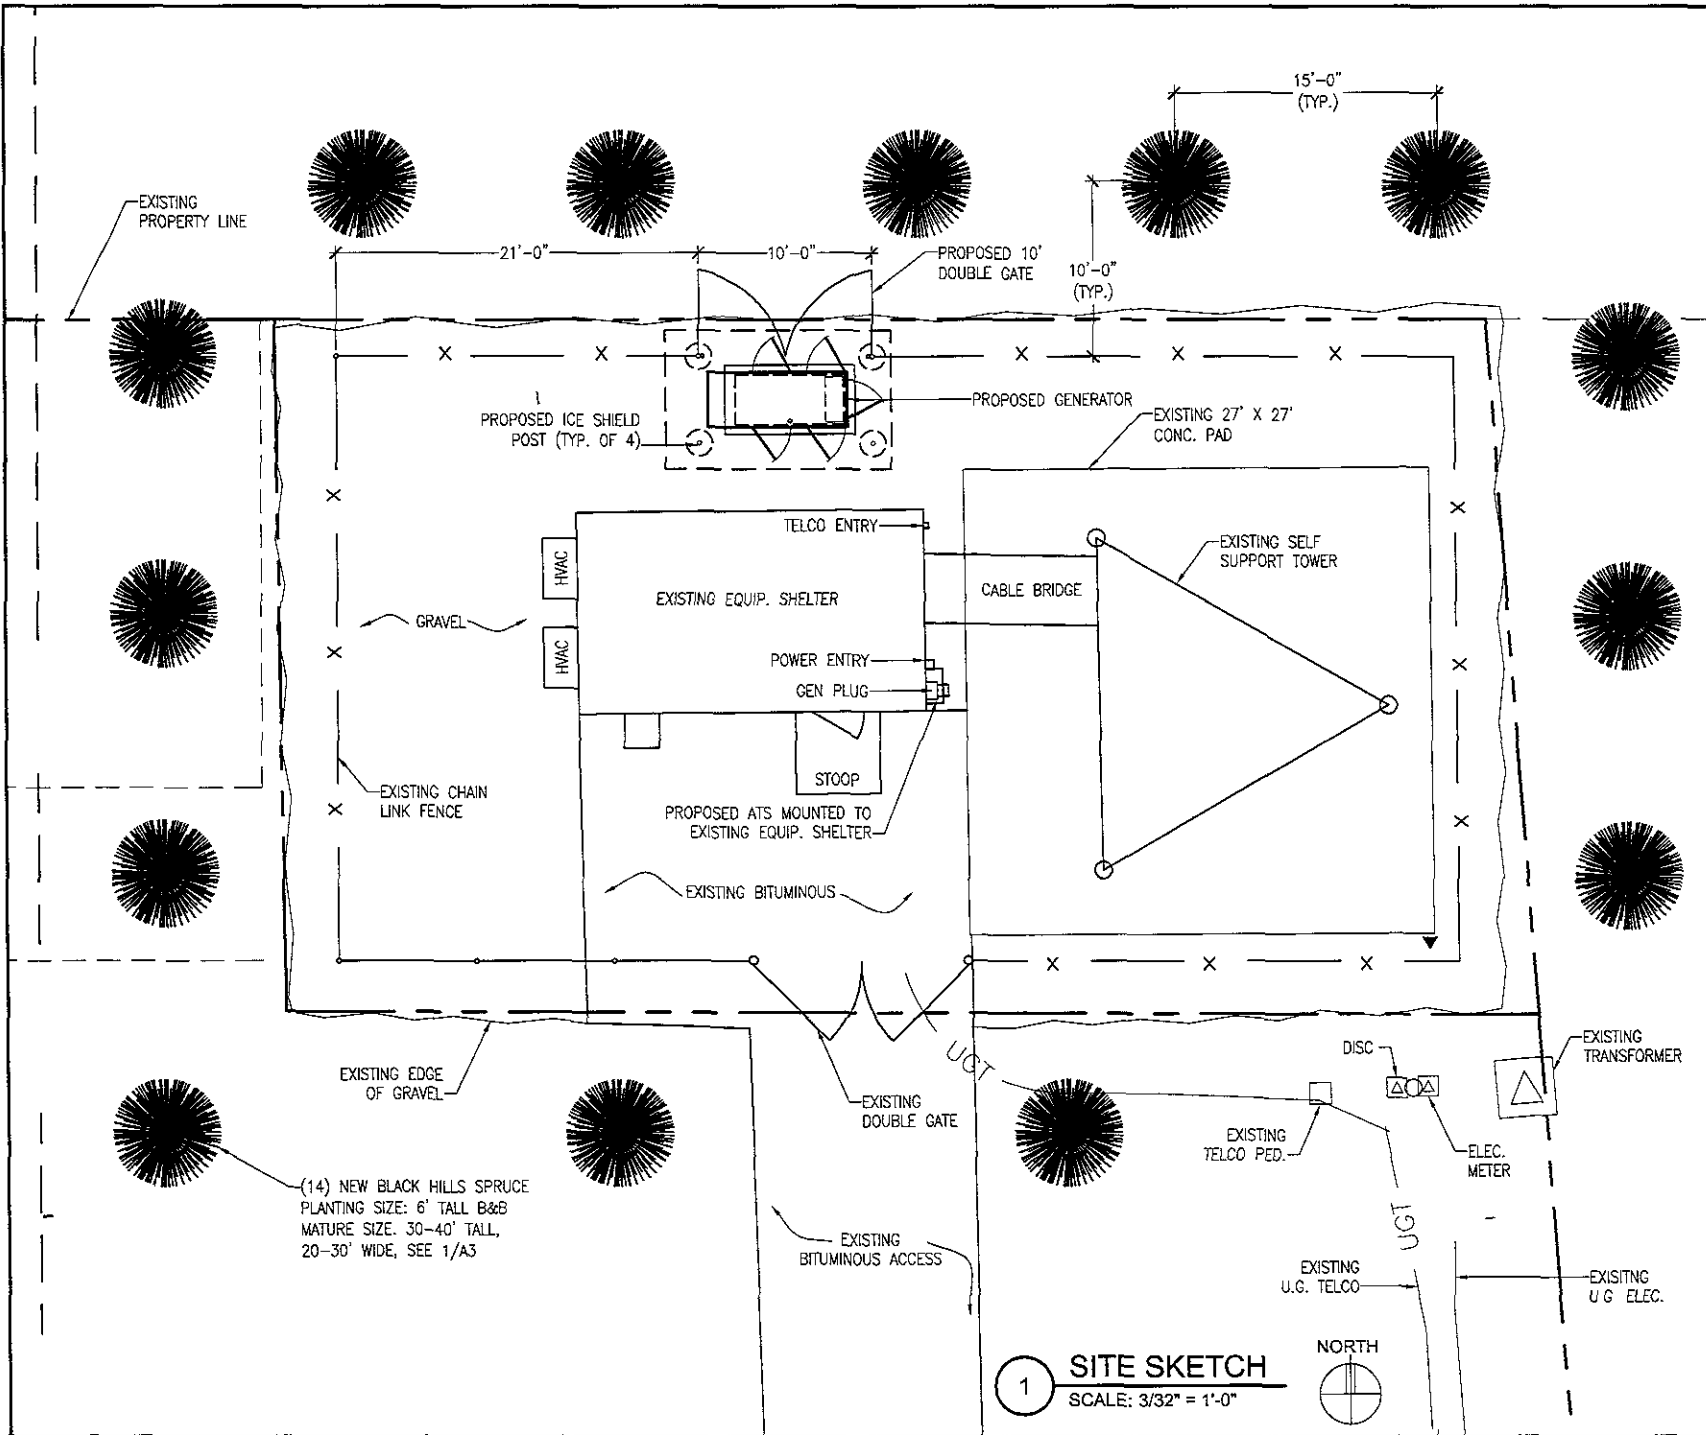 15'-0"
(TYP.)
EXISTING
PROPERTY LINE
21'-0"
10'-0"
PROPOSED 10'
DOUBLE GATE
10'-0"
(TYP.)
X
X
X
X
X
PROPOSED GENERATOR
PROPOSED ICE SHIELD
POST (TYP. OF 4)
EXISTING 27' X 27'
CONC. PAD
X
X
TELCO ENTRY
EXISTING SELF
SUPPORT TOWER
HVAC
EXISTING EQUIP. SHELTER
CABLE BRIDGE
GRAVEL
HVAC
X
X
POWER ENTRY
GEN PLUG
STOOP
EXISTING CHAIN
LINK FENCE
X
X
PROPOSED ATS MOUNTED TO
EXISTING EQUIP. SHELTER
EXISTING BITUMINOUS
X
X
X
UGT
EXISTING EDGE
OF GRAVEL
EXISTING
DOUBLE GATE
DISC
EXISTING
TRANSFORMER
EXISTING
TELCO PED.
ELEC.
METER
(14) NEW BLACK HILLS SPRUCE
PLANTING SIZE: 6' TALL B&B
MATURE SIZE. 30-40' TALL,
20-30' WIDE, SEE 1/A3
EXISTING
BITUMINOUS ACCESS
UGT
EXISTING
U.G. TELCO
EXISITNG
U G ELEC.
1
SITE SKETCH
SCALE: 3/32" = 1'-0"
NORTH